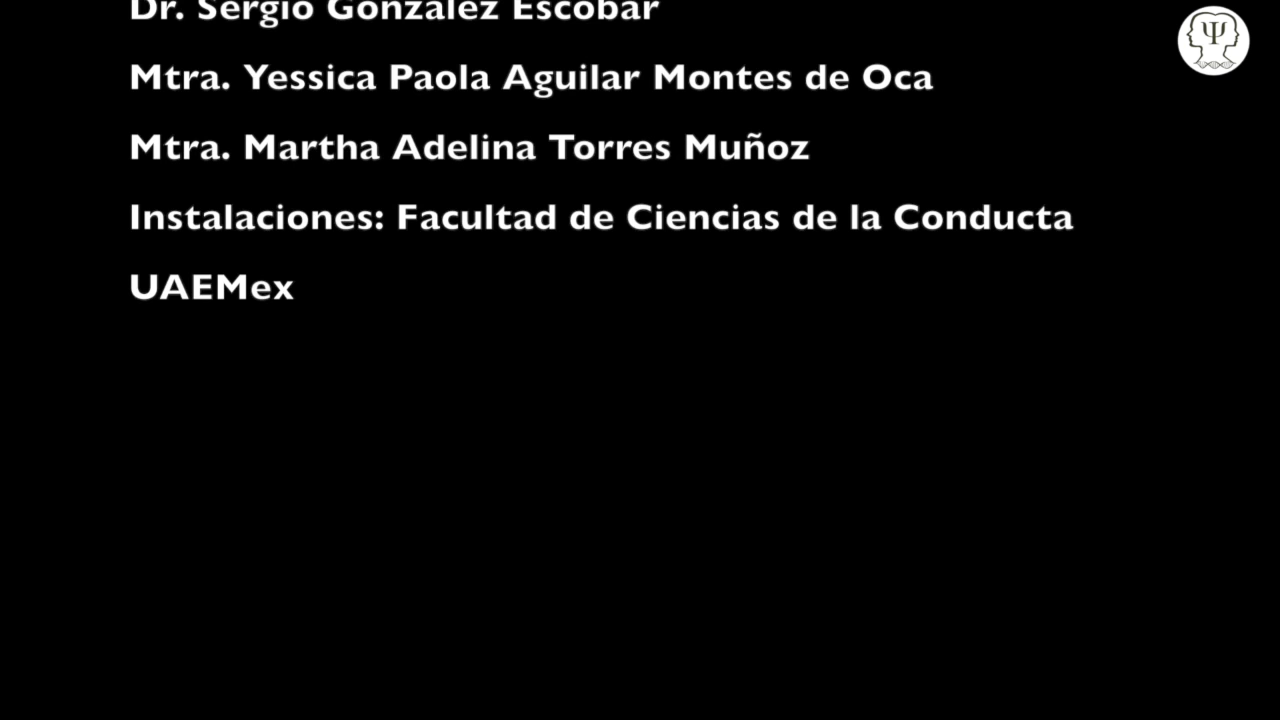 Dr. Sergio González Escobar
Mtra. Yessica Paola Aguilar Montes de Oca
Mtra. Martha Adelina Torres Muñoz
Instalaciones: Facultad de Ciencias de la Conducta
UAEMex
Ψ